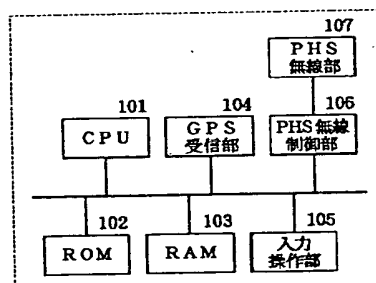 107
PHS
無線部
101
104
106
CPU
GPS
受信部
PHS無線
制御部
102
103
105
ROM
RAM
入力
操作部